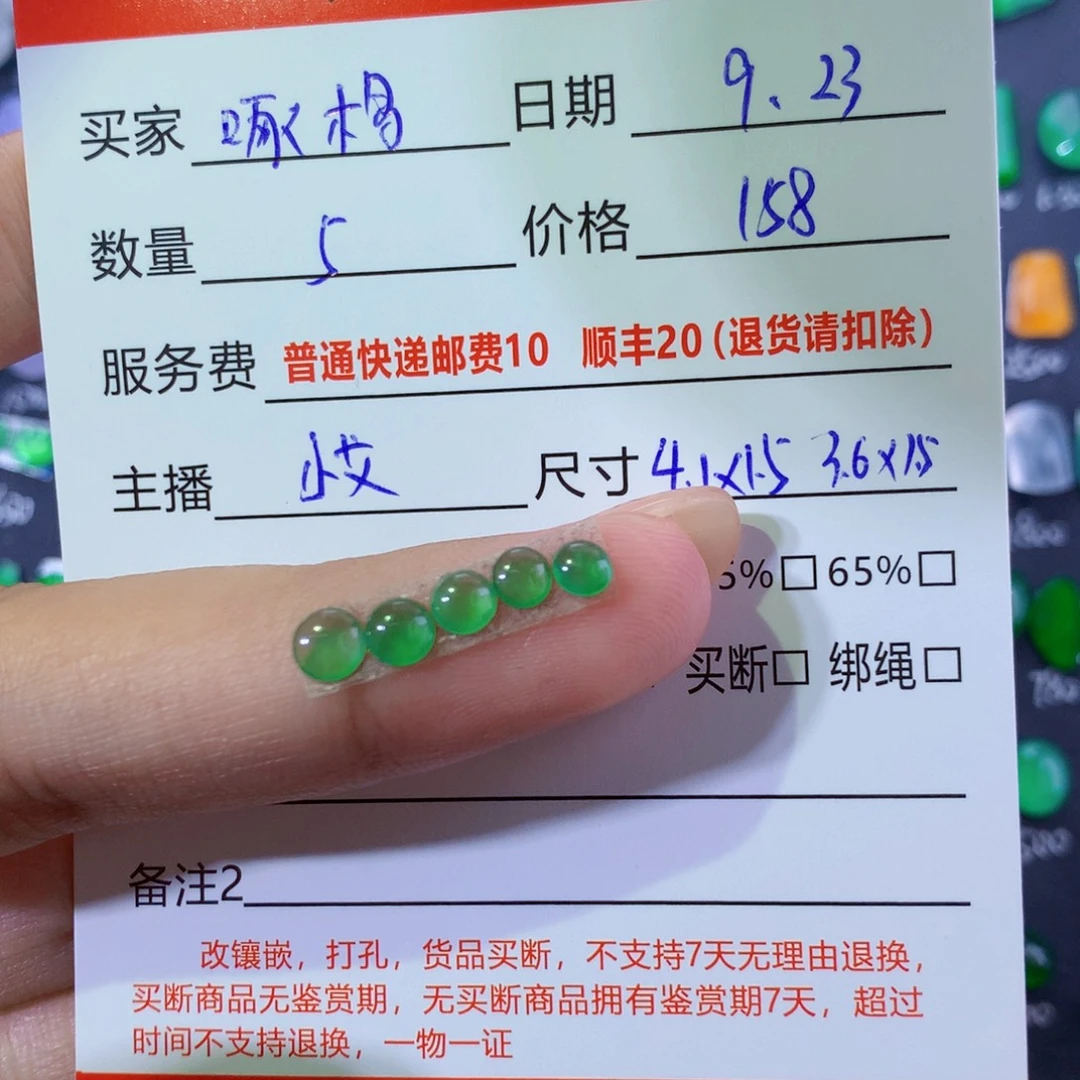 买家 啄木鸟 日期 9.23
数量 5 价格 158
服务费 普通快递邮费10 顺丰20(退货请扣除)
主播 小艾 尺寸 4.1x1.5 3.6x1.5
5%□ 65%□
买断□ 绑绳□
备注2
改镶嵌，打孔，货品买断，不支持7天无理由退换，
买断商品无鉴赏期，无买断商品拥有鉴赏期7天，超过
时间不支持退换，一物一证